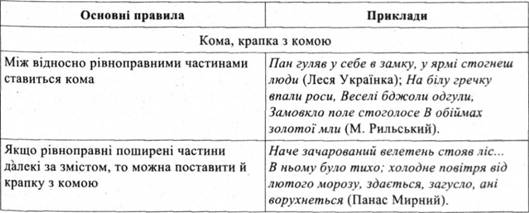 Основні правила
Приклади
Кома, крапка з комою
Між відносно рівноправними частинами
ставиться кома
Пан гуляв у себе в замку, у ярмі стогнеш
люди (Леся Українка); На білу гречку
впали роси, Веселі бджоли одгули,
Замовкло поле стоголосе В обіймах
золотої мли (М. Рильський).
Якщо рівноправні поширені частини
далекі за змістом, то можна поставити й
крапку з комою
Наче зачарований велетень стояв ліс...
В ньому було тихо; холодне повітря від
лютого морозу, здається, загусло, ані
ворухнеться (Панас Мирний).